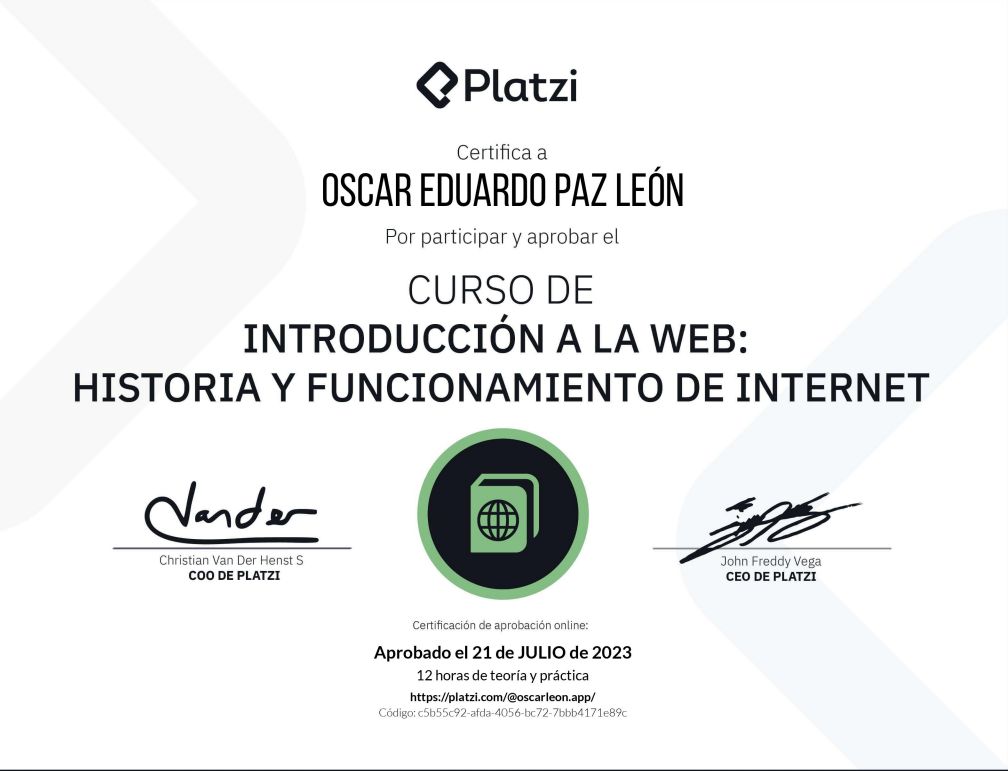 Platzi
Certifica a
OSCAR EDUARDO PAZ LEÓN
Por participar y aprobar el
CURSO DE
INTRODUCCIÓN A LA WEB:
HISTORIA Y FUNCIONAMIENTO DE INTERNET
Vander
Christian Van Der Henst S
COO DE PLATZI
John Freddy Vega
CEO DE PLATZI
Certificación de aprobación online:
Aprobado el 21 de JULIO de 2023
12 horas de teoría y práctica
https://platzi.com/@oscarleon.app/
Código: c5b55c92-afda-4056-bc72-7bbb4171e89c